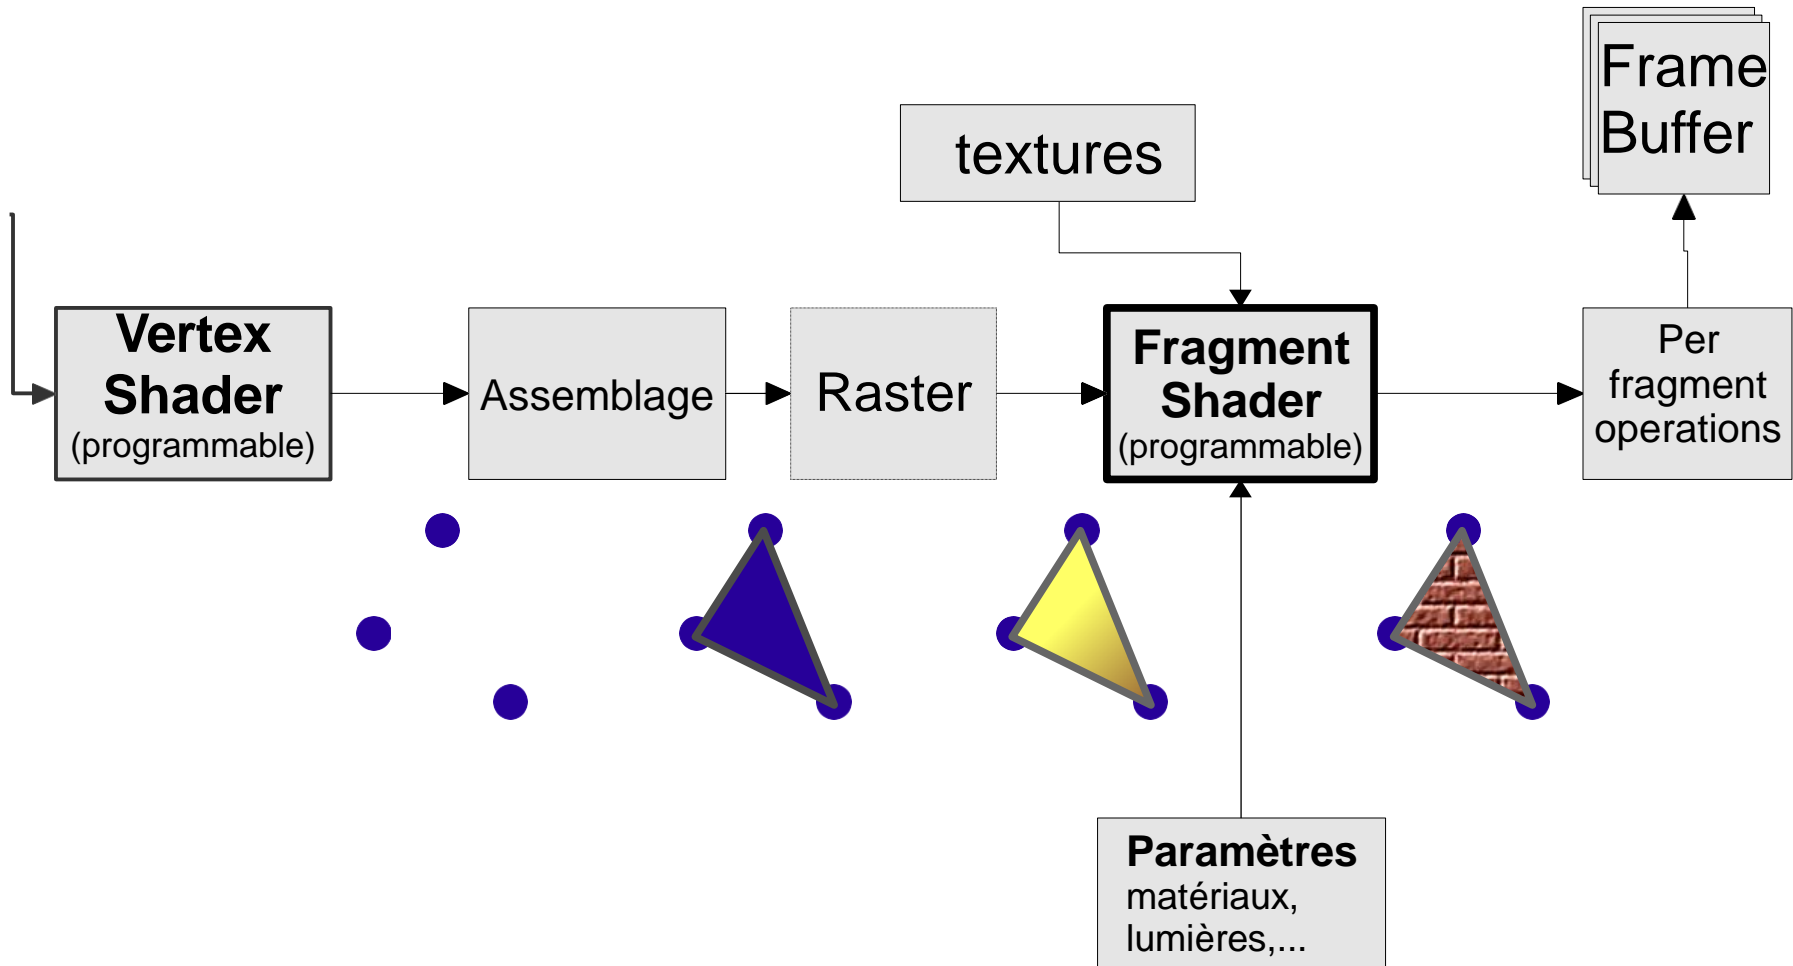 Frame
Buffer
textures
Vertex
Shader
(programmable)
Assemblage
Raster
Fragment
Shader
(programmable)
Per
fragment
operations
Paramètres
matériaux,
lumières,...